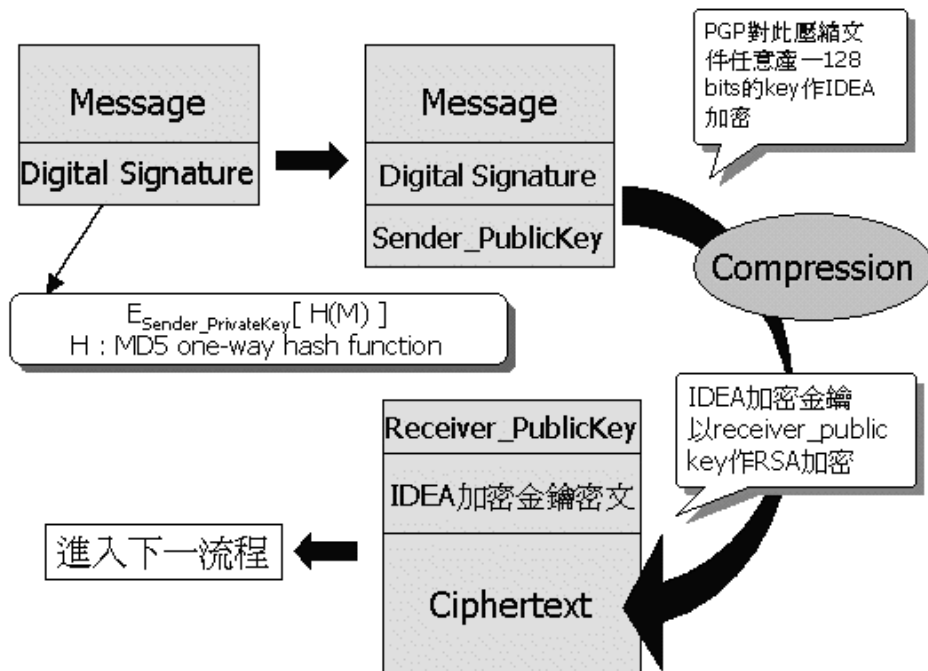 Message
Digital Signature
Message
Digital Signature
Sender_PublicKey
PGP對此壓縮文
件任意產一128
bits的key作IDEA
加密
Compression
E Sender_PrivateKey [ H(M) ]
H : MD5 one-way hash function
IDEA加密金鑰
以receiver_public
key作RSA加密
Receiver_PublicKey
IDEA加密金鑰密文
Ciphertext
進入下一流程